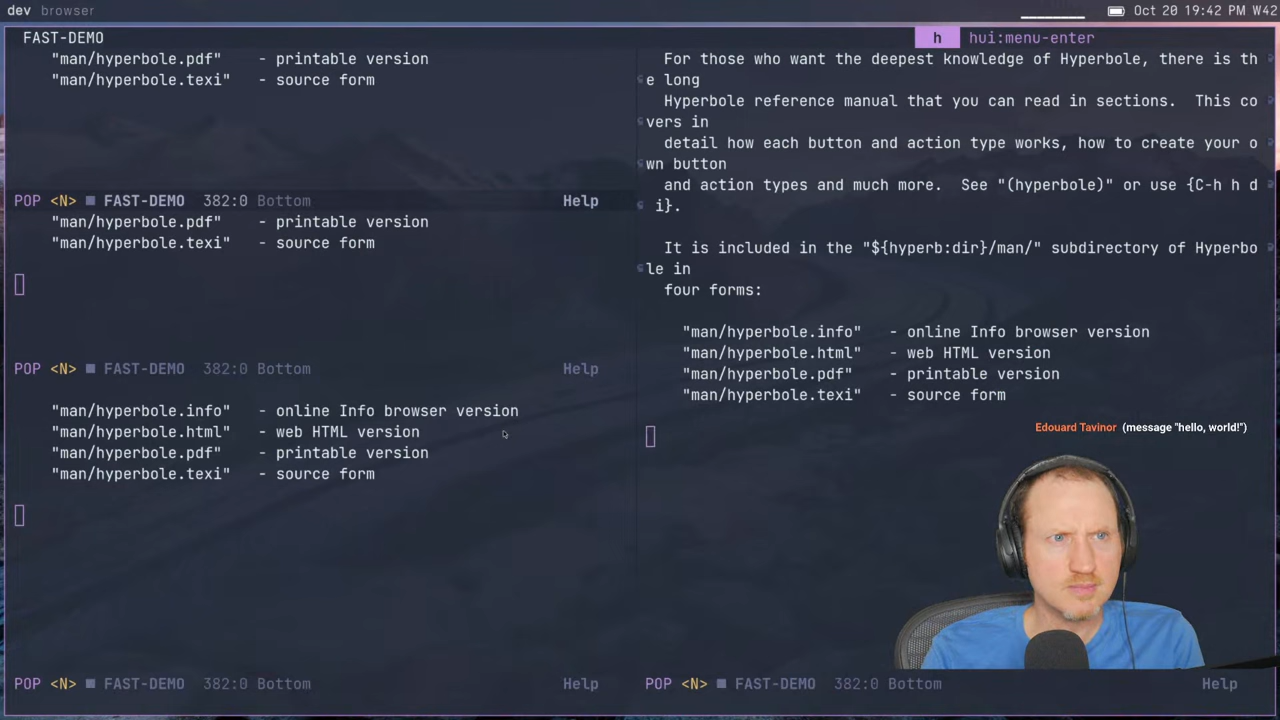 dev browser
Oct 20 19:42 PM W42
FAST-DEMO
h hui:menu-enter
"man/hyperbole.pdf" - printable version
"man/hyperbole.texi" - source form
POP <N> FAST-DEMO 382:0 Bottom Help
"man/hyperbole.pdf" - printable version
"man/hyperbole.texi" - source form
POP <N> FAST-DEMO 382:0 Bottom Help
"man/hyperbole.info" - online Info browser version
"man/hyperbole.html" - web HTML version
"man/hyperbole.pdf" - printable version
"man/hyperbole.texi" - source form
POP <N> FAST-DEMO 382:0 Bottom Help
For those who want the deepest knowledge of Hyperbole, there is th
e long
Hyperbole reference manual that you can read in sections. This co
vers in
detail how each button and action type works, how to create your o
wn button
and action types and much more. See "(hyperbole)" or use {C-h h d
i}.
It is included in the "${hyperb:dir}/man/" subdirectory of Hyperbo
le in
four forms:
"man/hyperbole.info" - online Info browser version
"man/hyperbole.html" - web HTML version
"man/hyperbole.pdf" - printable version
"man/hyperbole.texi" - source form
Edouard Tavinor (message "hello, world!")
POP <N> FAST-DEMO 382:0 Bottom Help